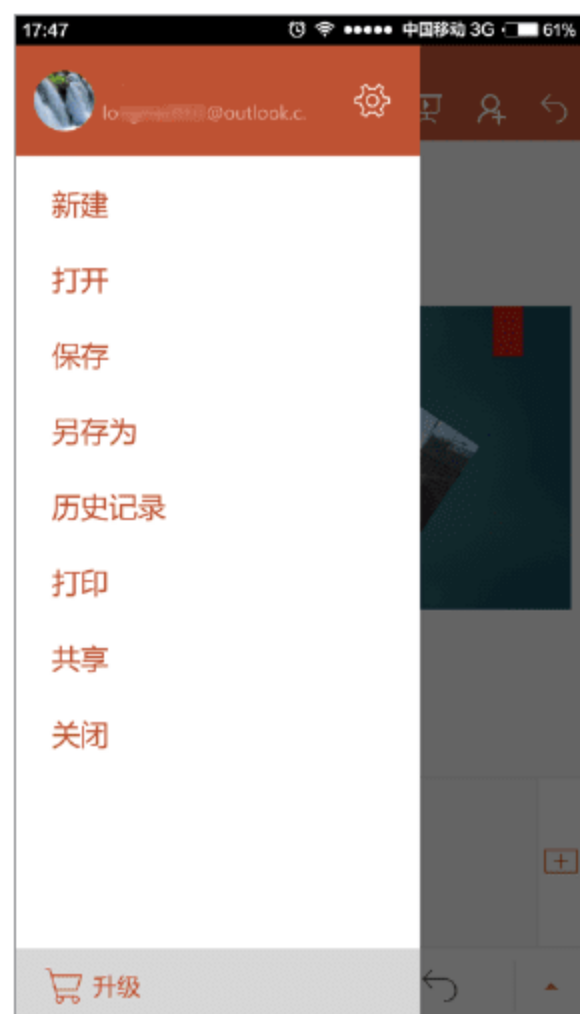 17:47 中国移动 3G 61%
@outlook.c.
新建
打开
保存
另存为
历史记录
打印
共享
关闭
升级